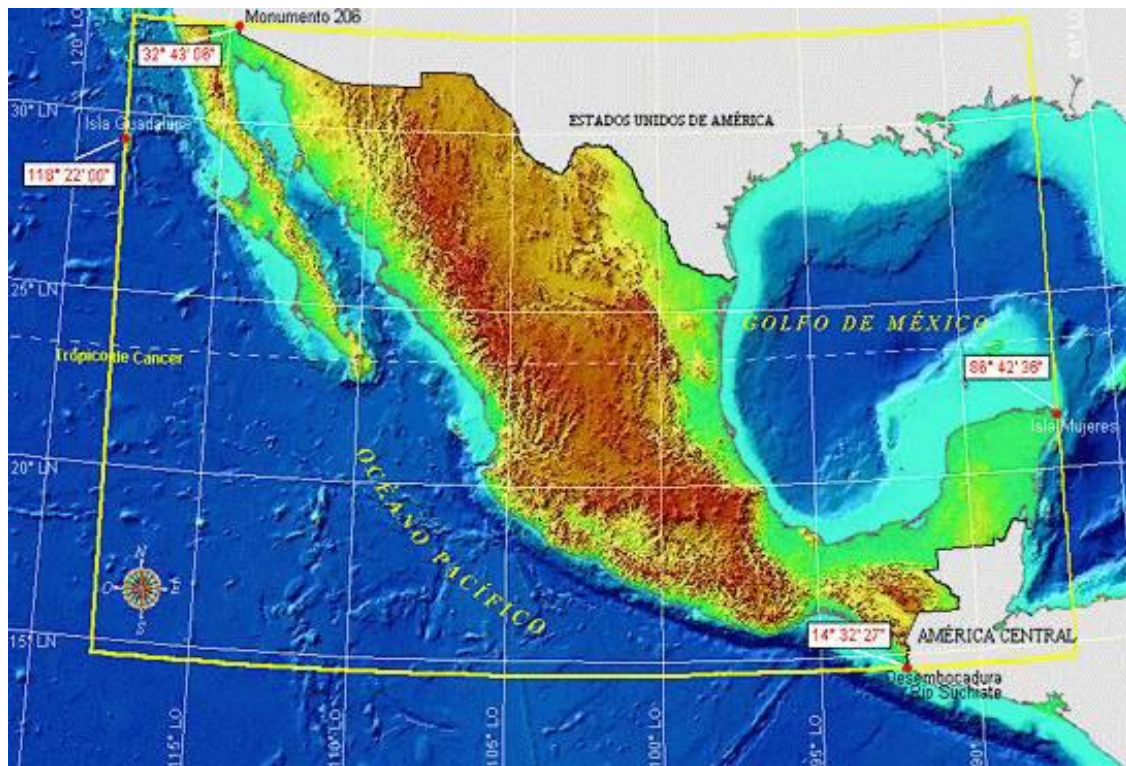 120° LO
Monumento 206
32° 43' 06"
30° LN
Isla Guadalupe
118° 22' 00"
ESTADOS UNIDOS DE AMÉRICA
25° LN
GOLFO DE MÉXICO
Trópico de Cancer
86° 42' 36"
Isla Mujeres
20° LN
OCÉANO PACÍFICO
N
O
E
S
15° LN
14° 32' 27"
AMÉRICA CENTRAL
Desembocadura
Río Suchiate
115° LO
110° LO
105° LO
100° LO
95° LO
90° LO